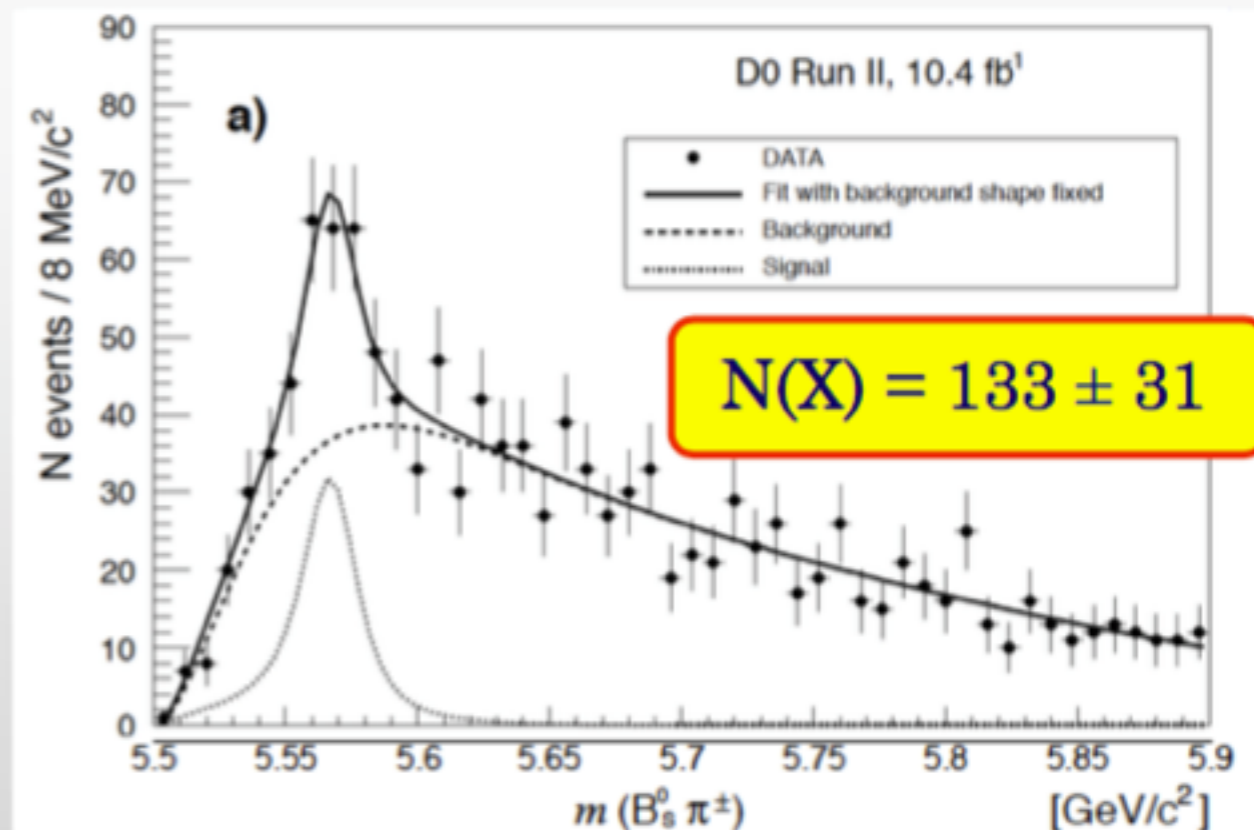 90
80
70
60
50
40
30
20
10
0
N events / 8 MeV/c²
a)
D0 Run II, 10.4 fb¹
DATA
Fit with background shape fixed
Background
Signal
N(X) = 133 ± 31
5.5 5.55 5.6 5.65 5.7 5.75 5.8 5.85 5.9
m (B⁰ₛ π±) [GeV/c²]